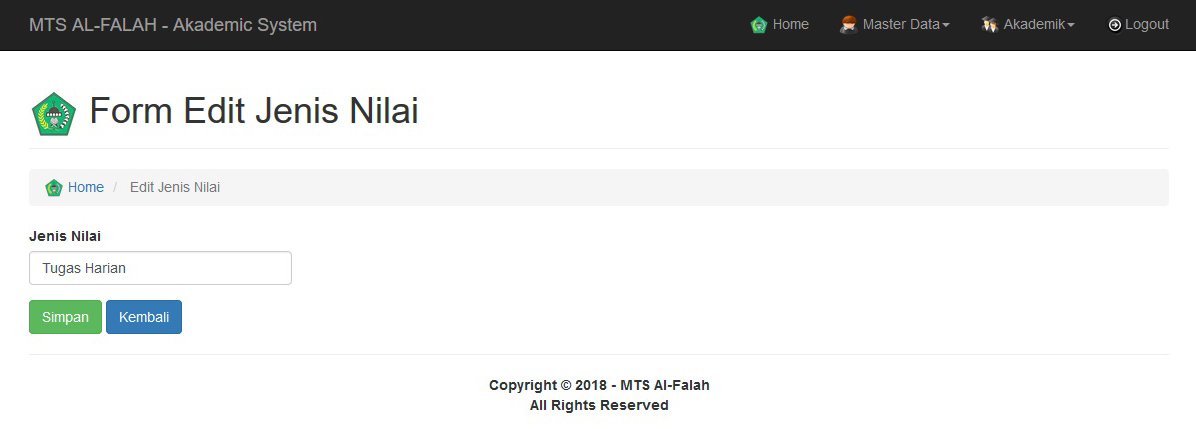 MTS AL-FALAH - Akademic System Home Master Data Akademik Logout
Form Edit Jenis Nilai
Home / Edit Jenis Nilai
Jenis Nilai
Tugas Harian
Simpan Kembali
Copyright © 2018 - MTS Al-Falah
All Rights Reserved